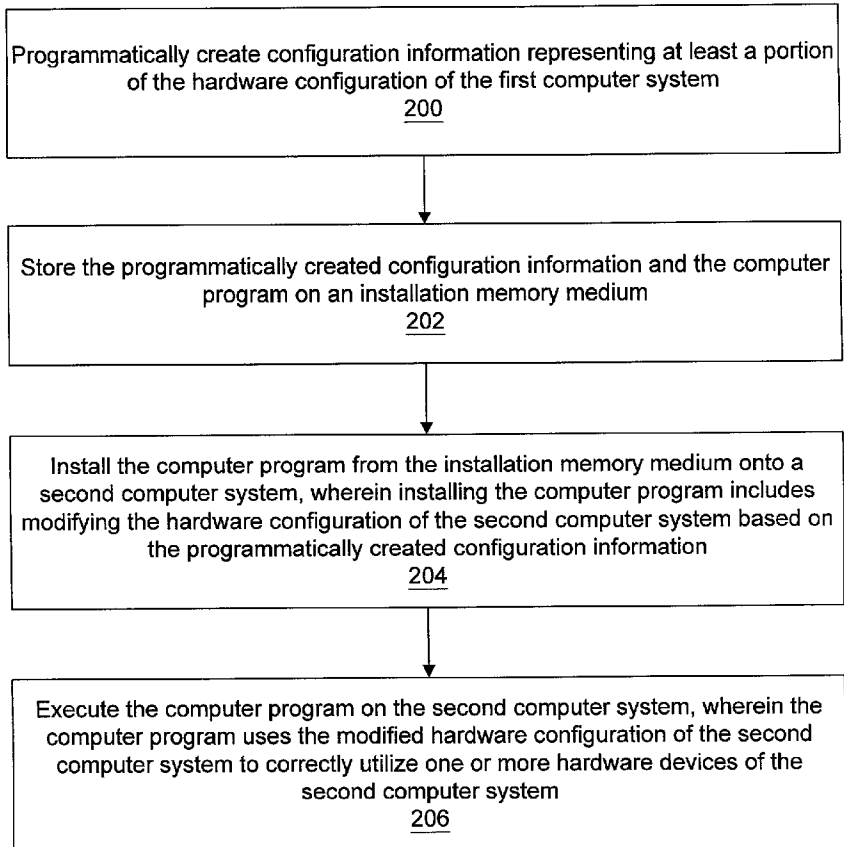 Programmatically create configuration information representing at least a portion
of the hardware configuration of the first computer system
200
Store the programmatically created configuration information and the computer
program on an installation memory medium
202
Install the computer program from the installation memory medium onto a
second computer system, wherein installing the computer program includes
modifying the hardware configuration of the second computer system based on
the programmatically created configuration information
204
Execute the computer program on the second computer system, wherein the
computer program uses the modified hardware configuration of the second
computer system to correctly utilize one or more hardware devices of the
second computer system
206